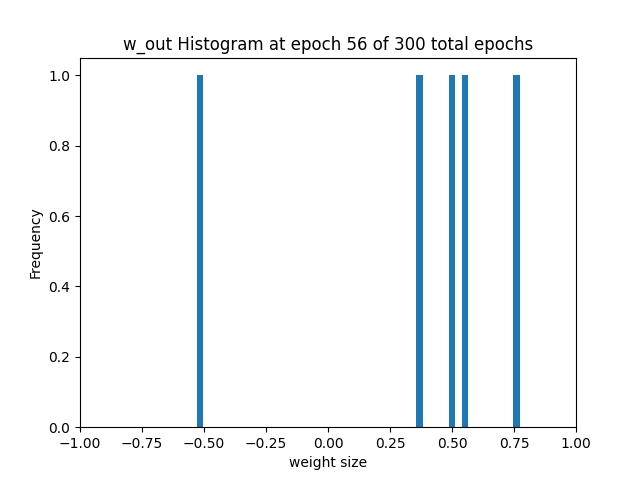 w_out Histogram at epoch 56 of 300 total epochs
Frequency
1.0
0.8
0.6
0.4
0.2
0.0
−1.00 −0.75 −0.50 −0.25 0.00 0.25 0.50 0.75 1.00
weight size